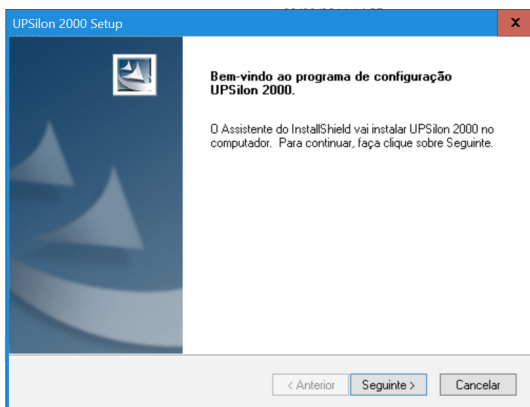 UPSilon 2000 Setup
x
Bem-vindo ao programa de configuração
UPSilon 2000.
O Assistente do InstallShield vai instalar UPSilon 2000 no
computador. Para continuar, faça clique sobre Seguinte.
< Anterior
Seguinte >
Cancelar